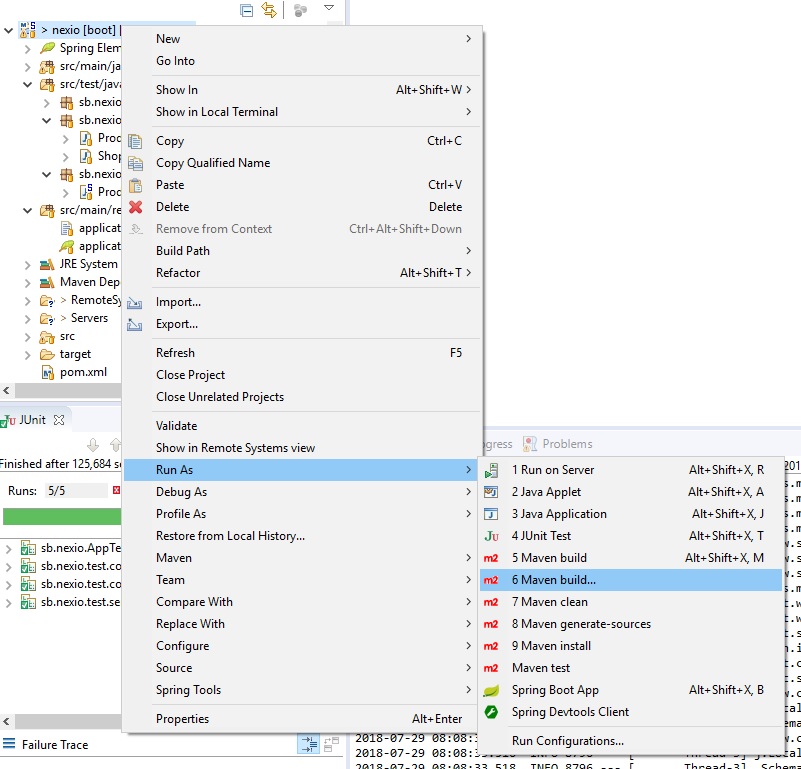 > nexio [boot] [
Spring Elem
src/main/ja
src/test/java
sb.nexio
sb.nexio
Prod
Shop
sb.nexio
Prod
src/main/re
applicat
applicat
JRE System
Maven Dep
> RemoteSy
> Servers
src
target
pom.xml
New
Go Into
Show In Alt+Shift+W
Show in Local Terminal
Copy Ctrl+C
Copy Qualified Name
Paste Ctrl+V
Delete Delete
Remove from Context Ctrl+Alt+Shift+Down
Build Path
Refactor Alt+Shift+T
Import...
Export...
Refresh F5
Close Project
Close Unrelated Projects
Validate
Show in Remote Systems view
Run As
Debug As
Profile As
Restore from Local History...
Maven
Team
Compare With
Replace With
Configure
Source
Spring Tools
Properties Alt+Enter
JUnit
Finished after 125,684 se
Runs: 5/5
sb.nexio.AppTe
sb.nexio.test.co
sb.nexio.test.co
sb.nexio.test.se
Failure Trace
ogress Problems
1 Run on Server Alt+Shift+X, R
2 Java Applet Alt+Shift+X, A
3 Java Application Alt+Shift+X, J
JU 4 JUnit Test Alt+Shift+X, T
m2 5 Maven build Alt+Shift+X, M
m2 6 Maven build...
m2 7 Maven clean
m2 8 Maven generate-sources
m2 9 Maven install
m2 Maven test
Spring Boot App Alt+Shift+X, B
Spring Devtools Client
Run Configurations...
2018-07-29 08:08:3
2018-07-29 08:08:33.518 INFO 8796 --- [ Thread-3] Schema